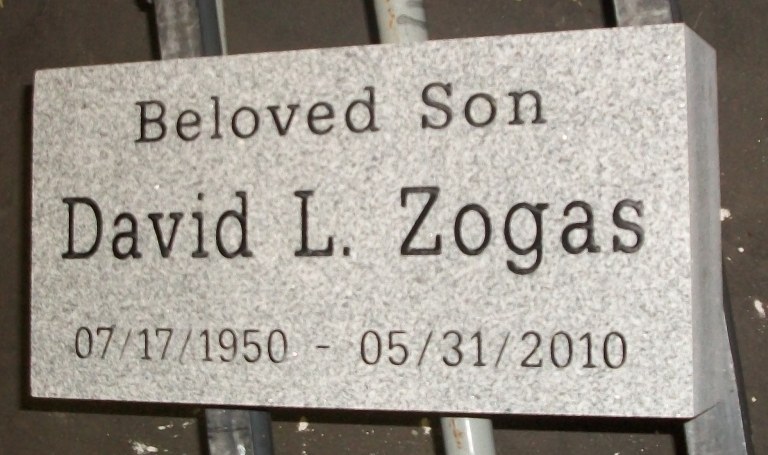 Beloved Son
David L. Zogas
07/17/1950 - 05/31/2010